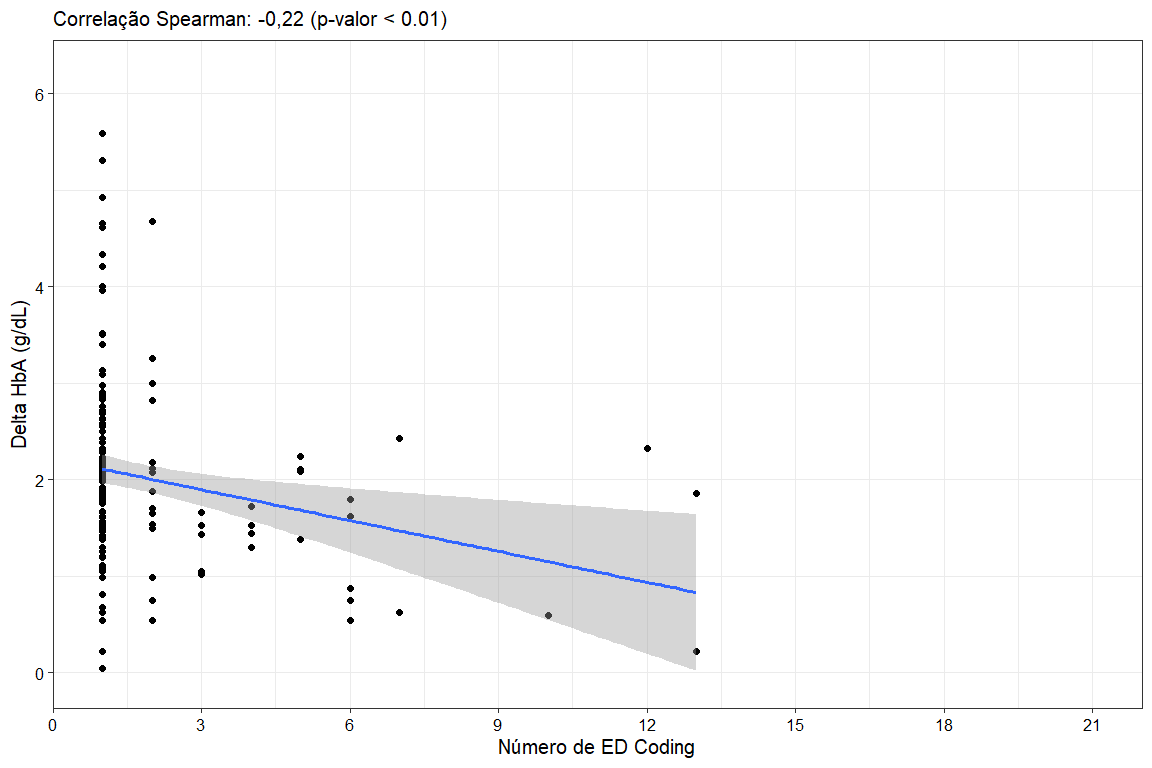 Correlação Spearman: -0,22 (p-valor < 0.01)
Delta HbA (g/dL)
6
4
2
0
0 3 6 9 12 15 18 21
Número de ED Coding